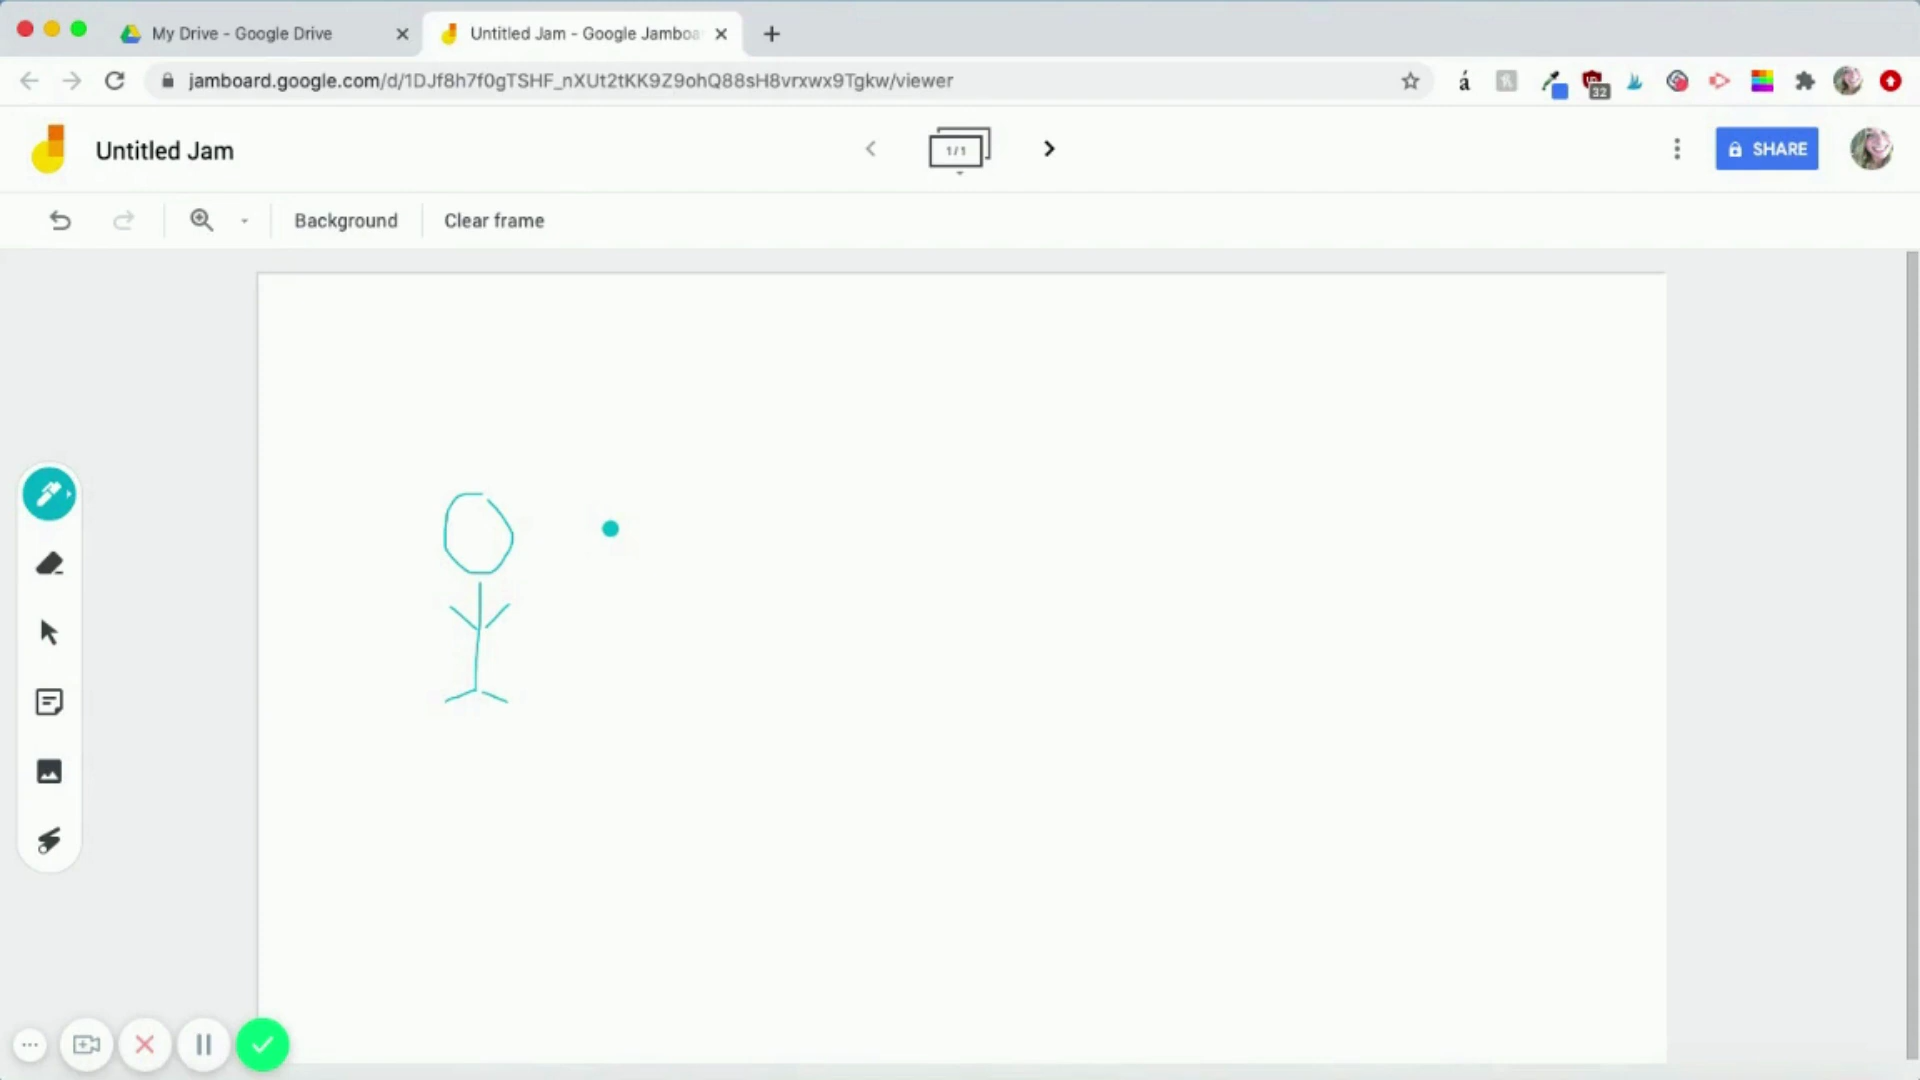 My Drive - Google Drive
Untitled Jam - Google Jamboa
jamboard.google.com/d/1DJf8h7f0gTSHF_nXUt2tKK9Z9ohQ88sH8vrxwx9Tgkw/viewer
á
32
Untitled Jam
1/1
SHARE
Background
Clear frame